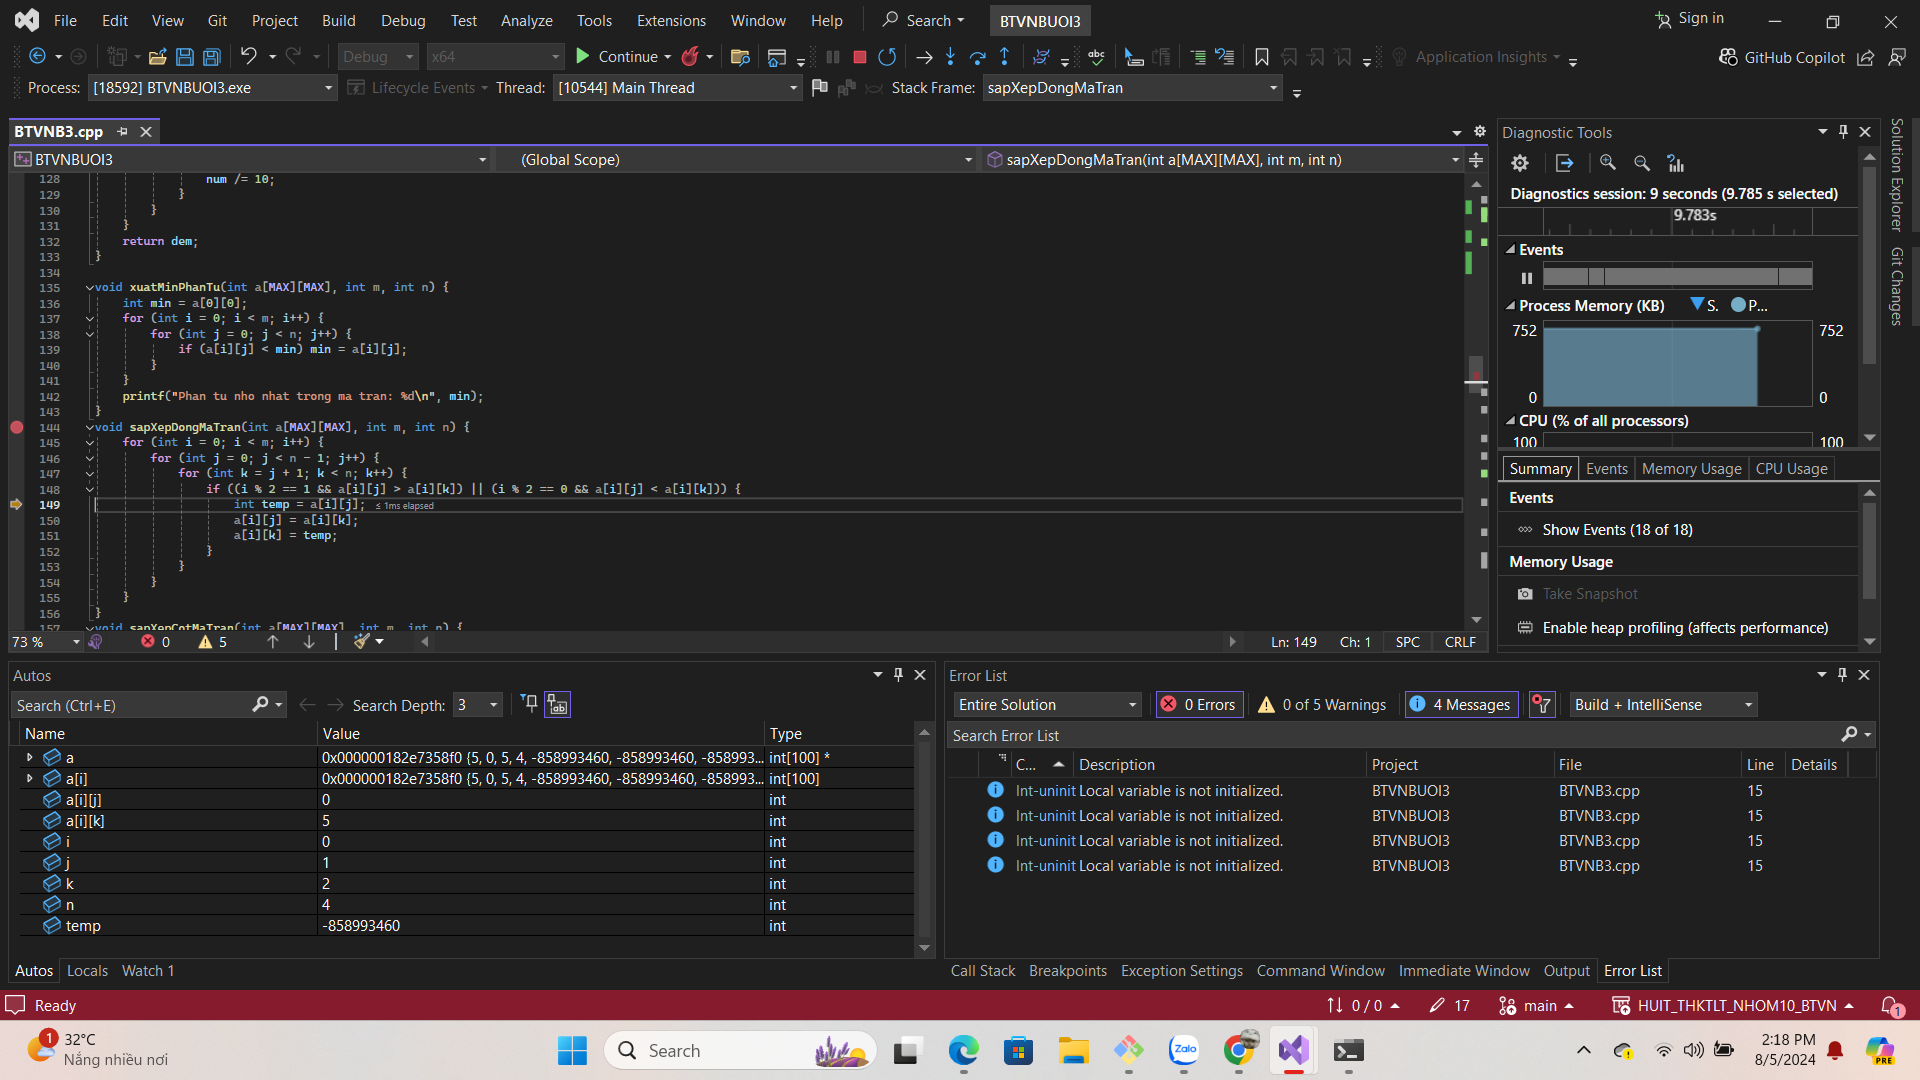 File Edit View Git Project Build Debug Test Analyze Tools Extensions Window Help Search BTVNBUOI3 Sign in
Debug x64 Continue abc Application Insights GitHub Copilot
Process: [18592] BTVNBUOI3.exe Lifecycle Events Thread: [10544] Main Thread Stack Frame: sapXepDongMaTran
BTVNB3.cpp
BTVNBUOI3 (Global Scope) sapXepDongMaTran(int a[MAX][MAX], int m, int n)
128 num /= 10;
129 }
130 }
131 }
132 return dem;
133 }
134
135 void xuatMinPhanTu(int a[MAX][MAX], int m, int n) {
136 int min = a[0][0];
137 for (int i = 0; i < m; i++) {
138 for (int j = 0; j < n; j++) {
139 if (a[i][j] < min) min = a[i][j];
140 }
141 }
142 printf("Phan tu nho nhat trong ma tran: %d\n", min);
143 }
144 void sapXepDongMaTran(int a[MAX][MAX], int m, int n) {
145 for (int i = 0; i < m; i++) {
146 for (int j = 0; j < n - 1; j++) {
147 for (int k = j + 1; k < n; k++) {
148 if ((i % 2 == 1 && a[i][j] > a[i][k]) || (i % 2 == 0 && a[i][j] < a[i][k])) {
149 int temp = a[i][j]; ≤ 1ms elapsed
150 a[i][j] = a[i][k];
151 a[i][k] = temp;
152 }
153 }
154 }
155 }
156 }
157 void sapXepCotMaTran(int a[MAX][MAX], int m, int n) {
73 % 0 5 Ln: 149 Ch: 1 SPC CRLF
Diagnostic Tools
Diagnostics session: 9 seconds (9.785 s selected)
9.783s
Events
Process Memory (KB) S. P...
752 752
0 0
CPU (% of all processors)
100 100
Summary Events Memory Usage CPU Usage
Events
Show Events (18 of 18)
Memory Usage
Take Snapshot
Enable heap profiling (affects performance)
Solution Explorer
Git Changes
Autos
Search (Ctrl+E) Search Depth: 3
Name Value Type
a 0x000000182e7358f0 {5, 0, 5, 4, -858993460, -858993460, -858993... int[100] *
a[i] 0x000000182e7358f0 {5, 0, 5, 4, -858993460, -858993460, -858993... int[100]
a[i][j] 0 int
a[i][k] 5 int
i 0 int
j 1 int
k 2 int
n 4 int
temp -858993460 int
Autos Locals Watch 1
Error List
Entire Solution 0 Errors 0 of 5 Warnings 4 Messages Build + IntelliSense
Search Error List
C... Description Project File Line Details
Int-uninit Local variable is not initialized. BTVNBUOI3 BTVNB3.cpp 15
Int-uninit Local variable is not initialized. BTVNBUOI3 BTVNB3.cpp 15
Int-uninit Local variable is not initialized. BTVNBUOI3 BTVNB3.cpp 15
Int-uninit Local variable is not initialized. BTVNBUOI3 BTVNB3.cpp 15
Call Stack Breakpoints Exception Settings Command Window Immediate Window Output Error List
Ready 0 / 0 17 main HUIT_THKTLT_NHOM10_BTVN 1
1 32°C
Nắng nhiều nơi
Search
Zalo
2:18 PM
8/5/2024
PRE